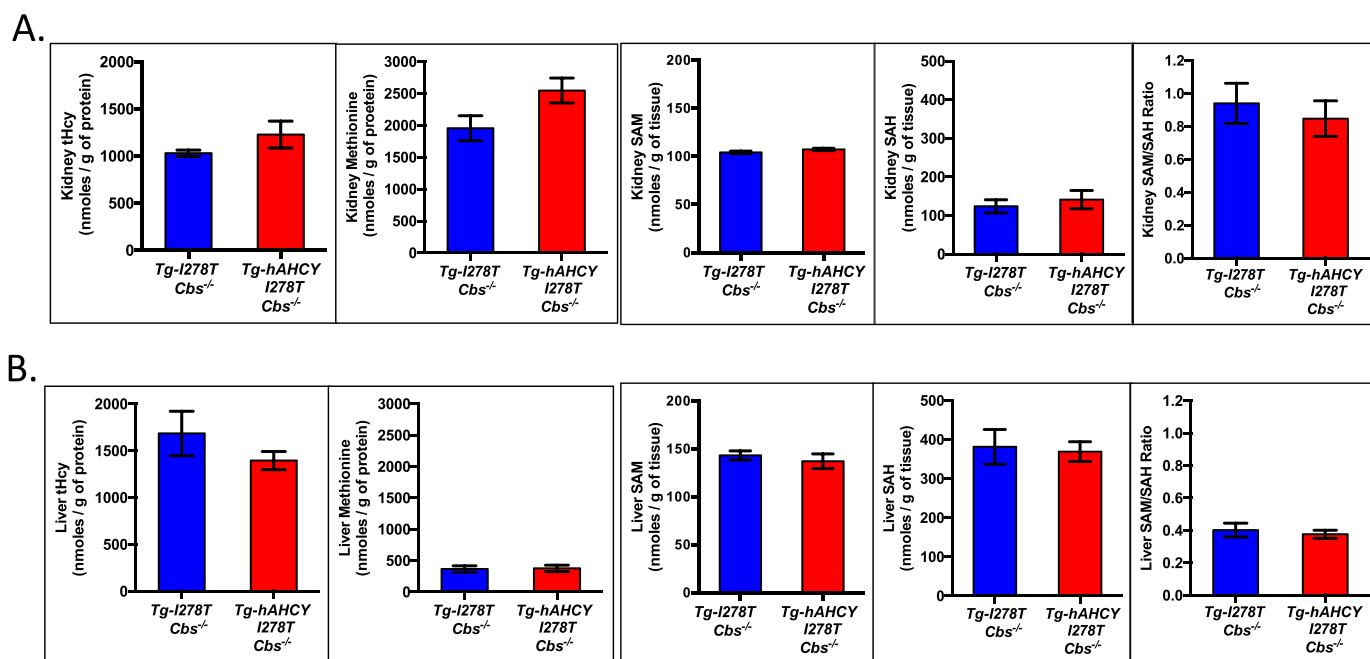 A.
Kidney tHcy
(nmoles / g of protein)
2000
1500
1000
500
0
Tg-I278T
Cbs-/-
Tg-hAHCY
I278T
Cbs-/-
Kidney Methionine
(nmoles / g of proetein)
3000
2500
2000
1500
1000
500
0
Tg-I278T
Cbs-/-
Tg-hAHCY
I278T
Cbs-/-
Kidney SAM
(nmoles / g of tissue)
200
150
100
50
0
Tg-I278T
Cbs-/-
Tg-hAHCY
I278T
Cbs-/-
Kidney SAH
(nmoles / g of tissue)
500
400
300
200
100
0
Tg-I278T
Cbs-/-
Tg-hAHCY
I278T
Cbs-/-
Kidney SAM/SAH Ratio
1.2
1.0
0.8
0.6
0.4
0.2
0.0
Tg-I278T
Cbs-/-
Tg-hAHCY
I278T
Cbs-/-
B.
Liver tHcy
(nmoles / g of protein)
2000
1500
1000
500
0
Tg-I278T
Cbs-/-
Tg-hAHCY
I278T
Cbs-/-
Liver Methionine
(nmoles / g of protein)
3000
2500
2000
1500
1000
500
0
Tg-I278T
Cbs-/-
Tg-hAHCY
I278T
Cbs-/-
Liver SAM
(nmoles / g of tissue)
200
150
100
50
0
Tg-I278T
Cbs-/-
Tg-hAHCY
I278T
Cbs-/-
Liver SAH
(nmoles / g of tissue)
500
400
300
200
100
0
Tg-I278T
Cbs-/-
Tg-hAHCY
I278T
Cbs-/-
Liver SAM/SAH Ratio
1.2
1.0
0.8
0.6
0.4
0.2
0.0
Tg-I278T
Cbs-/-
Tg-hAHCY
I278T
Cbs-/-